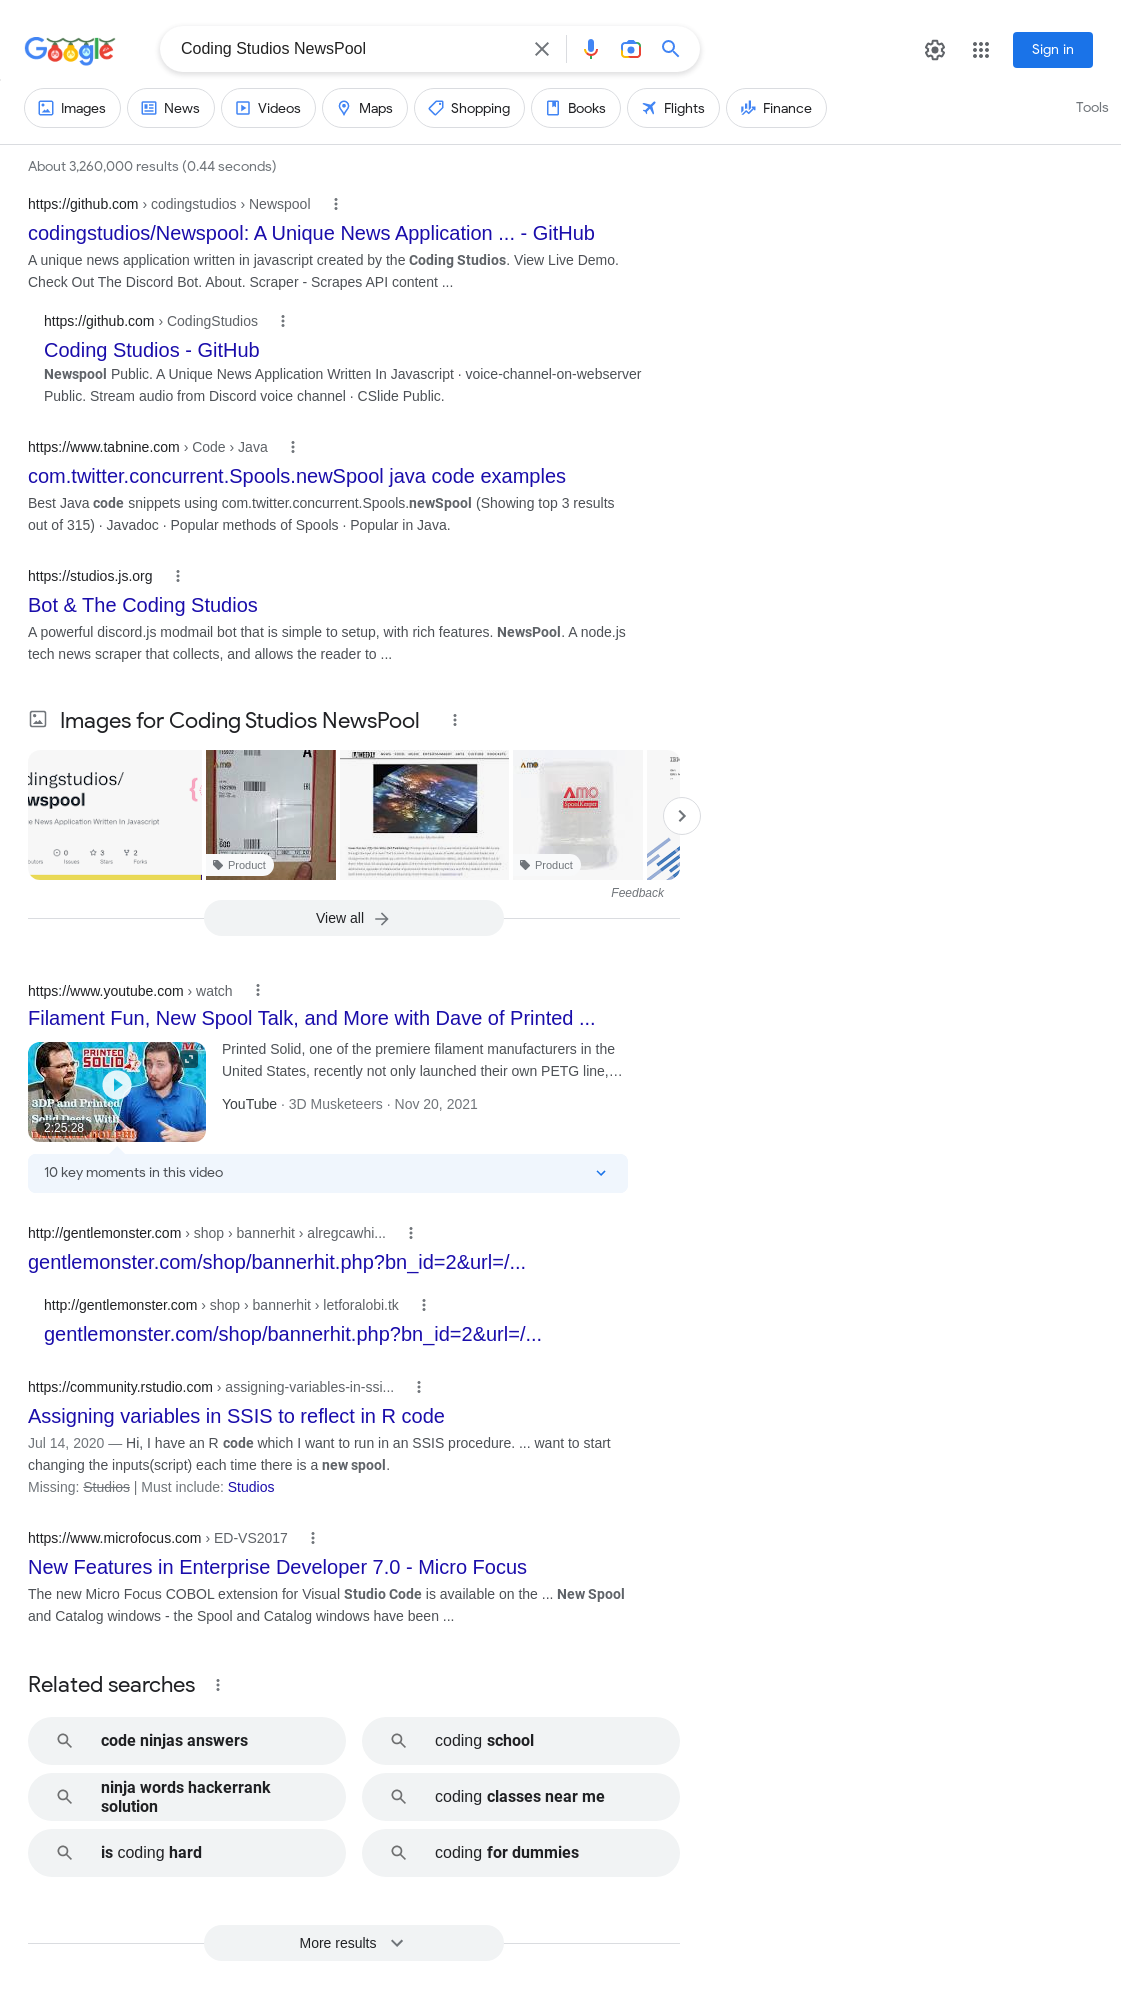 Google
Coding Studios NewsPool
Sign in
Images
News
Videos
Maps
Shopping
Books
Flights
Finance
Tools
About 3,260,000 results (0.44 seconds)
https://github.com › codingstudios › Newspool
codingstudios/Newspool: A Unique News Application ... - GitHub
A unique news application written in javascript created by the Coding Studios. View Live Demo.
Check Out The Discord Bot. About. Scraper - Scrapes API content ...
https://github.com › CodingStudios
Coding Studios - GitHub
Newspool Public. A Unique News Application Written In Javascript · voice-channel-on-webserver
Public. Stream audio from Discord voice channel · CSlide Public.
https://www.tabnine.com › Code › Java
com.twitter.concurrent.Spools.newSpool java code examples
Best Java code snippets using com.twitter.concurrent.Spools.newSpool (Showing top 3 results
out of 315) · Javadoc · Popular methods of Spools · Popular in Java.
https://studios.js.org
Bot & The Coding Studios
A powerful discord.js modmail bot that is simple to setup, with rich features. NewsPool. A node.js
tech news scraper that collects, and allows the reader to ...
Images for Coding Studios NewsPool
dingstudios/
wspool
e News Application Written In Javascript
0
3
2
Issues
Stars
Forks
AMO
Product
WEEKLY
AMO
AMO
SpoolKeeper
Product
Feedback
View all
https://www.youtube.com › watch
Filament Fun, New Spool Talk, and More with Dave of Printed ...
PRINTED
SOLID
3DP and Printed
Solid Deets With
2:25:28
Printed Solid, one of the premiere filament manufacturers in the
United States, recently not only launched their own PETG line,…
YouTube · 3D Musketeers · Nov 20, 2021
10 key moments in this video
http://gentlemonster.com › shop › bannerhit › alregcawhi...
gentlemonster.com/shop/bannerhit.php?bn_id=2&url=/...
http://gentlemonster.com › shop › bannerhit › letforalobi.tk
gentlemonster.com/shop/bannerhit.php?bn_id=2&url=/...
https://community.rstudio.com › assigning-variables-in-ssi...
Assigning variables in SSIS to reflect in R code
Jul 14, 2020 — Hi, I have an R code which I want to run in an SSIS procedure. ... want to start
changing the inputs(script) each time there is a new spool.
Missing: Studios | Must include: Studios
https://www.microfocus.com › ED-VS2017
New Features in Enterprise Developer 7.0 - Micro Focus
The new Micro Focus COBOL extension for Visual Studio Code is available on the ... New Spool
and Catalog windows - the Spool and Catalog windows have been ...
Related searches
code ninjas answers
coding school
ninja words hackerrank
solution
coding classes near me
is coding hard
coding for dummies
More results